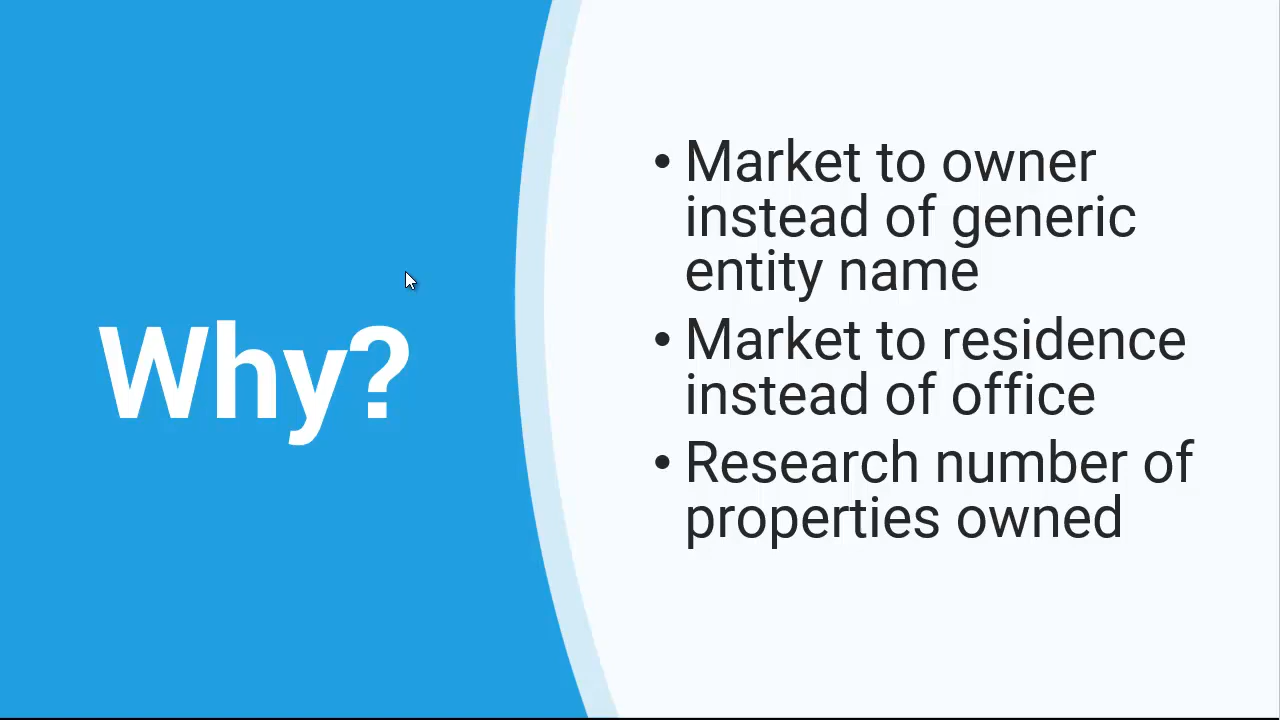 Why?
• Market to owner
instead of generic
entity name
• Market to residence
instead of office
• Research number of
properties owned